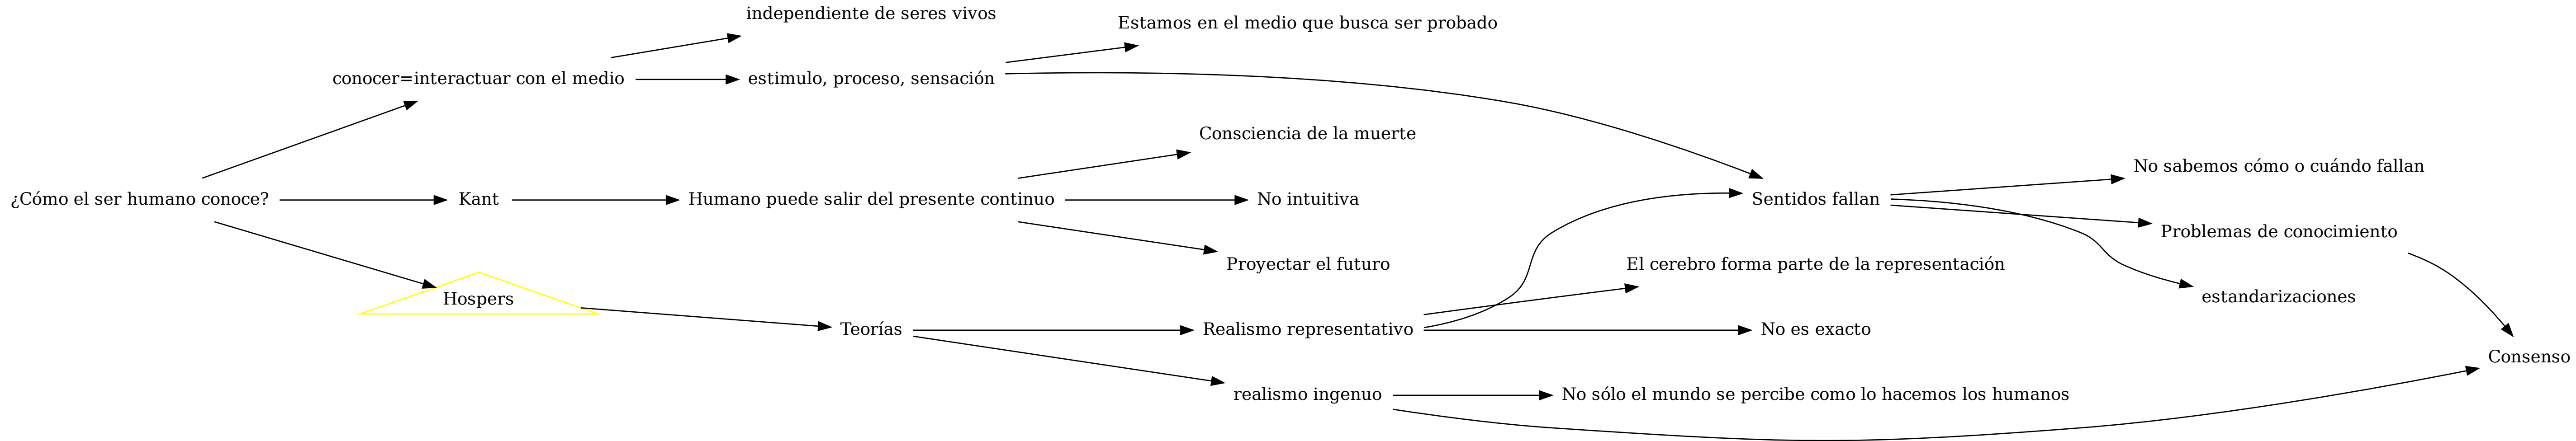 independiente de seres vivos
Estamos en el medio que busca ser probado
conocer=interactuar con el medio
estimulo, proceso, sensación
Consciencia de la muerte
No sabemos cómo o cuándo fallan
¿Cómo el ser humano conoce?
Kant
Humano puede salir del presente continuo
No intuitiva
Sentidos fallan
Problemas de conocimiento
Proyectar el futuro
El cerebro forma parte de la representación
Hospers
estandarizaciones
Teorías
Realismo representativo
No es exacto
Consenso
realismo ingenuo
No sólo el mundo se percibe como lo hacemos los humanos